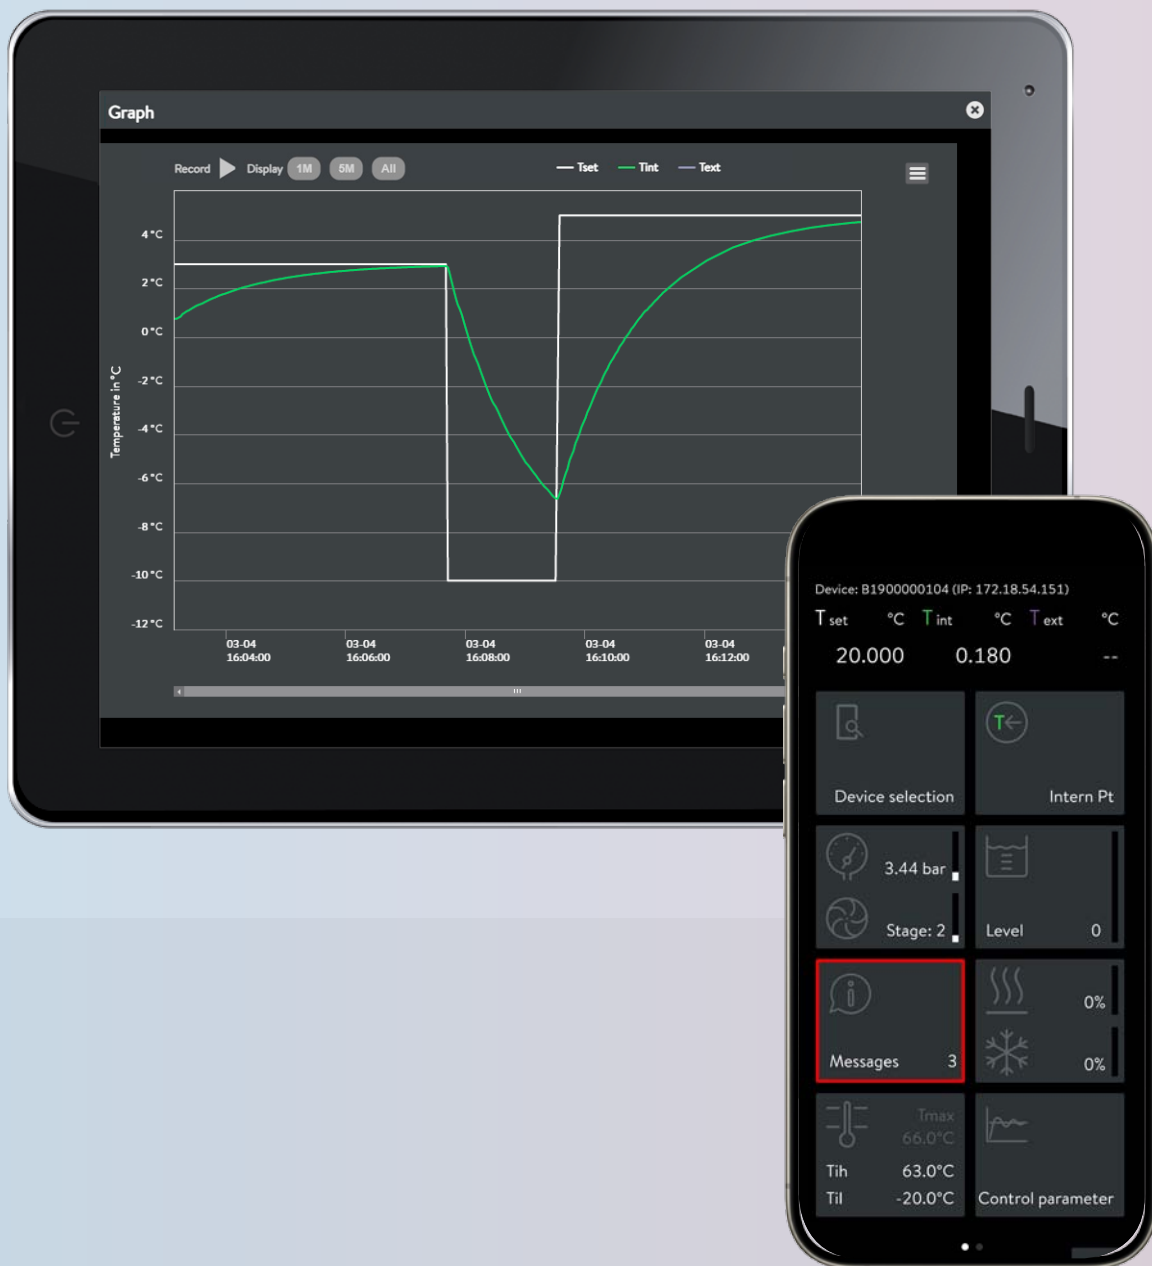 Graph
Record Display 1M 5M All
Tset Tint Text
Temperature in °C
4°C
2°C
0°C
-2°C
-4°C
-6°C
-8°C
-10°C
-12°C
03-04 03-04 03-04 03-04 03-04
16:04:00 16:06:00 16:08:00 16:10:00 16:12:00
Device: B1900000104 (IP: 172.18.54.151)
T set °C T int °C T ext °C
20.000 0.180 --
Device selection
T
Intern Pt
3.44 bar
Stage: 2
Level 0
Messages 3
0%
0%
Tmax
66.0°C
Tih 63.0°C
Til -20.0°C
Control parameter